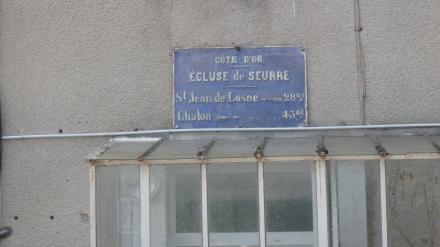 CÔTE D'OR
ÉCLUSE de SEURRE
St Jean de Losne
Chalon